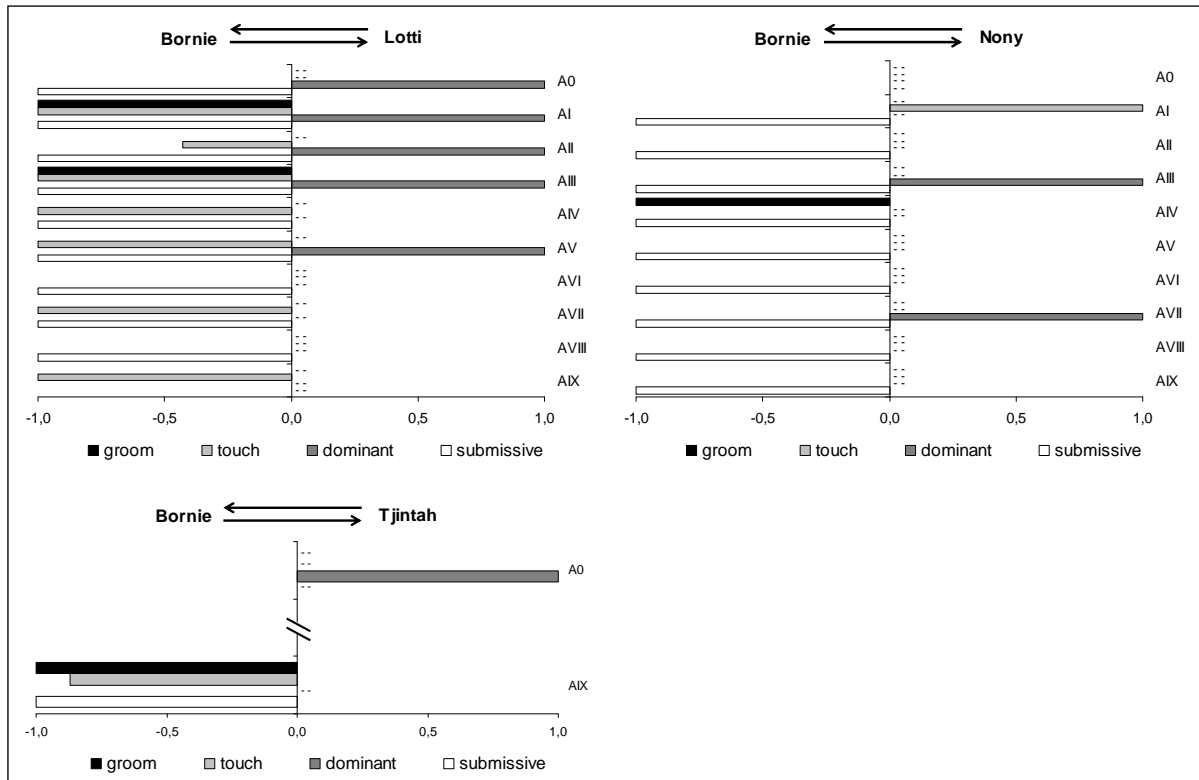 Bornie Lotti
A0
AI
AII
AIII
AIV
AV
AVI
AVII
AVIII
AIX
-1,0 -0,5 0,0 0,5 1,0
groom touch dominant submissive
Bornie Nony
A0
AI
AII
AIII
AIV
AV
AVI
AVII
AVIII
AIX
-1,0 -0,5 0,0 0,5 1,0
groom touch dominant submissive
Bornie Tjintah
A0
AIX
-1,0 -0,5 0,0 0,5 1,0
groom touch dominant submissive